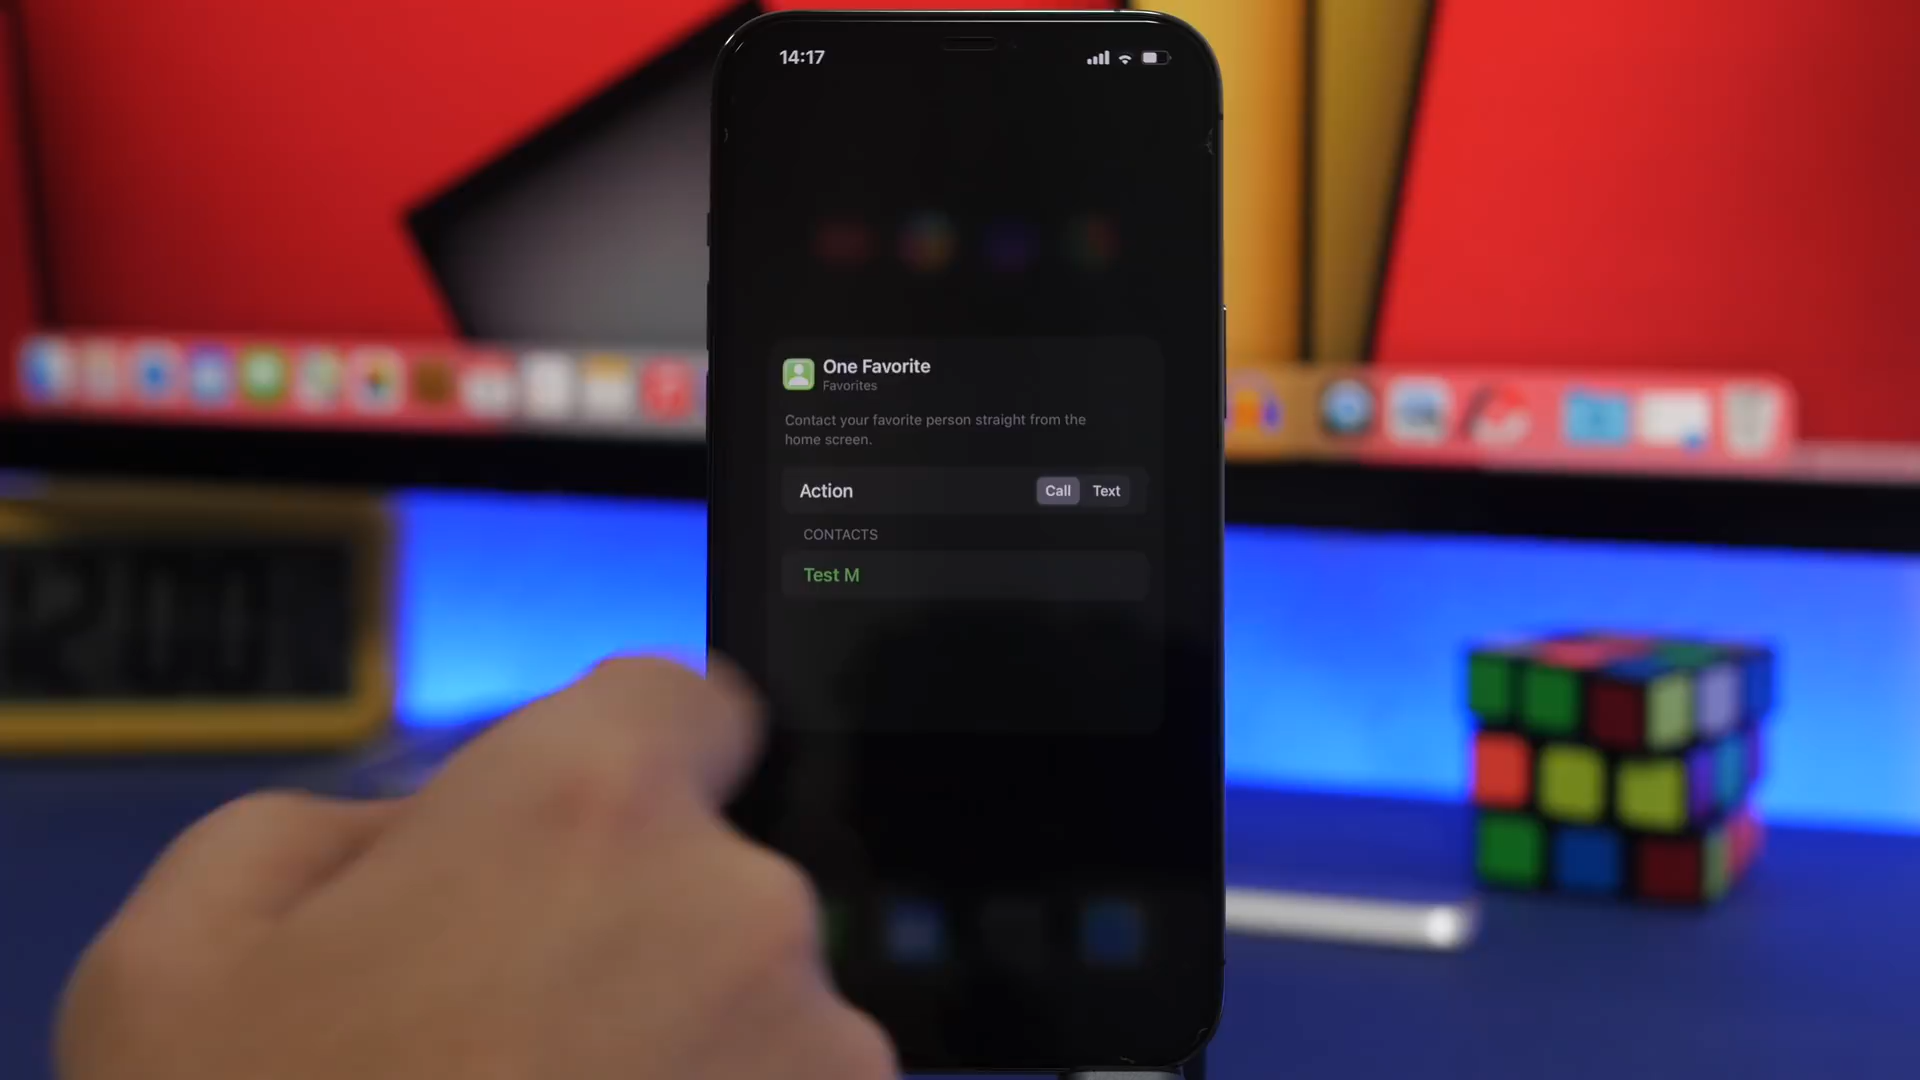 14:17
One Favorite
Favorites
Contact your favorite person straight from the
home screen.
Action
Call
Text
CONTACTS
Test M